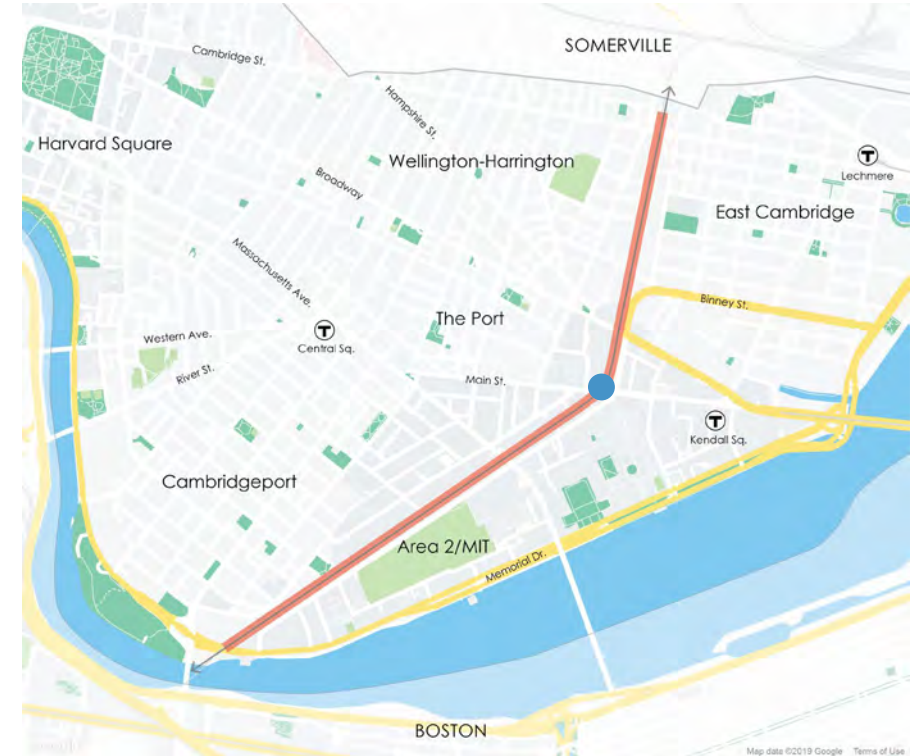 SOMERVILLE
Cambridge St.
Hampshire St.
Harvard Square
Wellington-Harrington
T
Lechmere
Broadway
East Cambridge
Massachusetts Ave.
Binney St.
The Port
Western Ave.
T
Central Sq.
River St.
Main St.
T
Kendall Sq.
Cambridgeport
Area 2/MIT
Memorial Dr.
BOSTON
Map data ©2019 Google Terms of Use